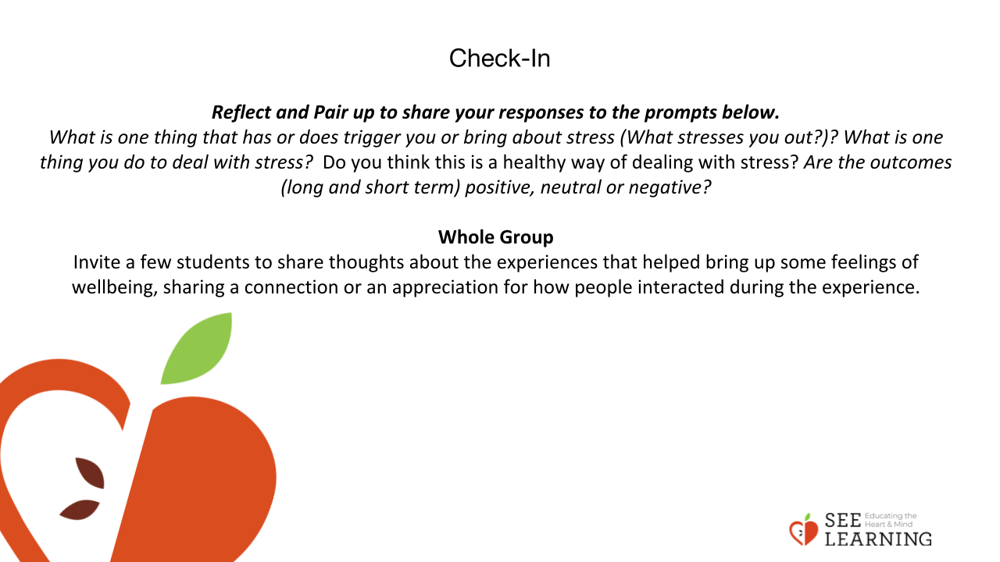 Check-In
Reflect and Pair up to share your responses to the prompts below.
What is one thing that has or does trigger you or bring about stress (What stresses you out?)? What is one
thing you do to deal with stress?  Do you think this is a healthy way of dealing with stress? Are the outcomes
(long and short term) positive, neutral or negative?
Whole Group
Invite a few students to share thoughts about the experiences that helped bring up some feelings of
wellbeing, sharing a connection or an appreciation for how people interacted during the experience.
SEE
Educating the
Heart & Mind
LEARNING